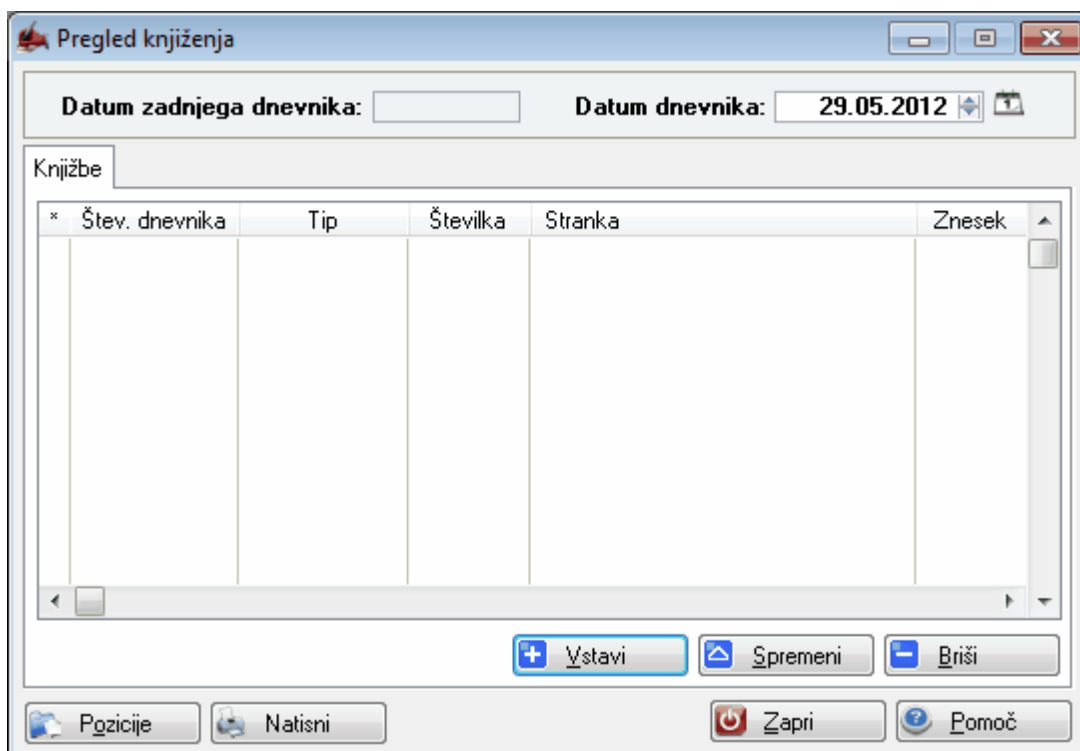 Pregled knjiženja
Datum zadnjega dnevnika: Datum dnevnika: 29.05.2012
Knjižbe
* Štev. dnevnika Tip Številka Stranka Znesek
Vstavi Spremeni Briši
Pozicije Natisni Zapri Pomoč